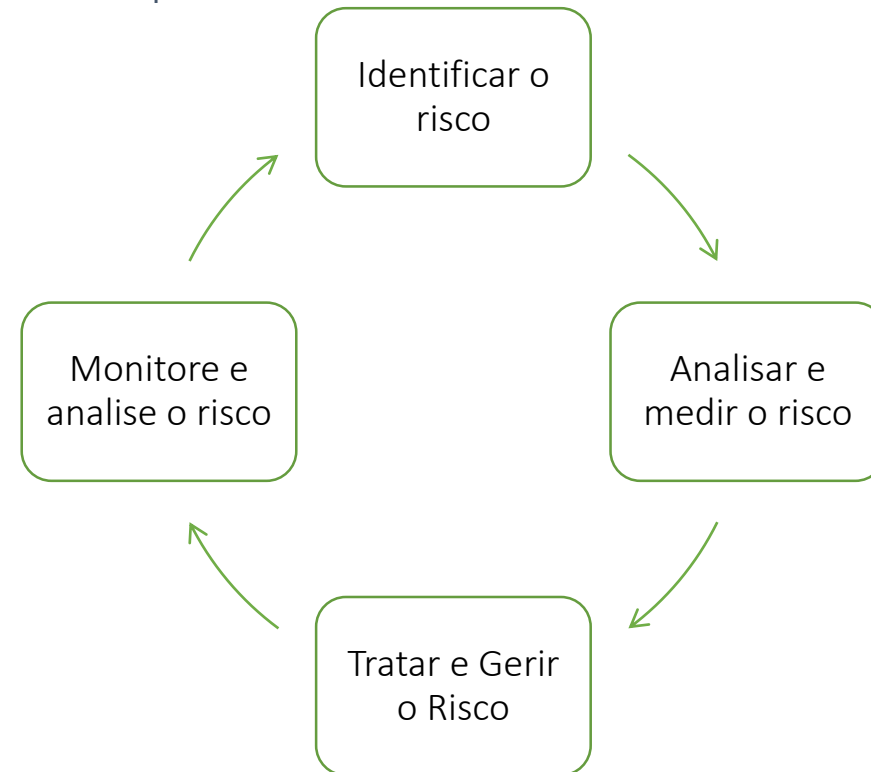 Identificar o
risco
Analisar e
medir o risco
Tratar e Gerir
o Risco
Monitore e
analise o risco